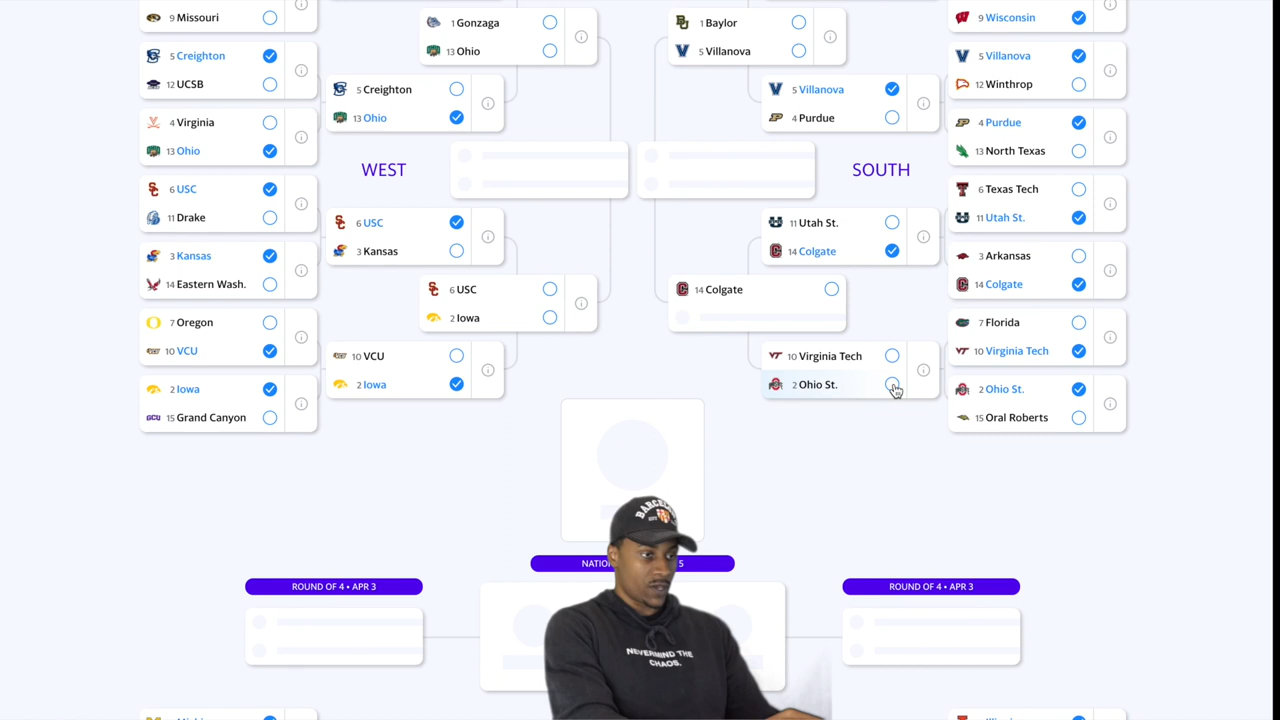 9 Missouri
5 Creighton
12 UCSB
4 Virginia
13 Ohio
6 USC
11 Drake
3 Kansas
14 Eastern Wash.
7 Oregon
10 VCU
2 Iowa
GCU 15 Grand Canyon
1 Gonzaga
13 Ohio
5 Creighton
13 Ohio
WEST
6 USC
3 Kansas
6 USC
2 Iowa
10 VCU
2 Iowa
1 Baylor
5 Villanova
5 Villanova
4 Purdue
SOUTH
11 Utah St.
14 Colgate
14 Colgate
10 Virginia Tech
2 Ohio St.
9 Wisconsin
5 Villanova
12 Winthrop
4 Purdue
13 North Texas
6 Texas Tech
11 Utah St.
3 Arkansas
14 Colgate
7 Florida
10 Virginia Tech
2 Ohio St.
15 Oral Roberts
NATIO
5
ROUND OF 4 • APR 3
ROUND OF 4 • APR 3
NEVERMIND THE
CHAOS.